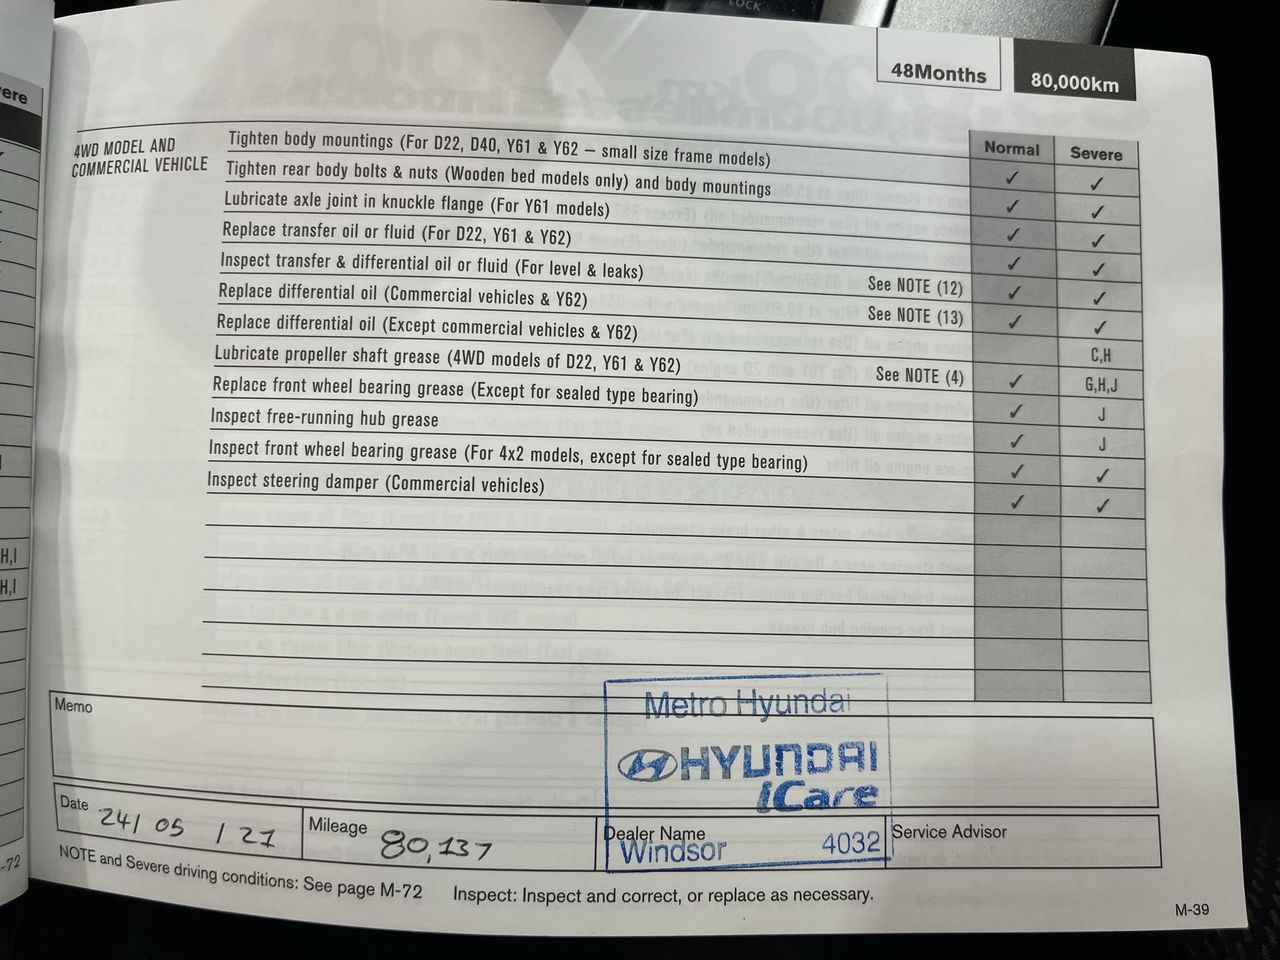 LOCK
48Months 80,000km
ere
4WD MODEL AND
COMMERCIAL VEHICLE
Normal Severe
Tighten body mountings (For D22, D40, Y61 & Y62 – small size frame models) ✓ ✓
Tighten rear body bolts & nuts (Wooden bed models only) and body mountings ✓ ✓
Lubricate axle joint in knuckle flange (For Y61 models) ✓ ✓
Replace transfer oil or fluid (For D22, Y61 & Y62) ✓ ✓
Inspect transfer & differential oil or fluid (For level & leaks) See NOTE (12) ✓ ✓
Replace differential oil (Commercial vehicles & Y62) See NOTE (13) ✓ ✓
Replace differential oil (Except commercial vehicles & Y62) C,H
Lubricate propeller shaft grease (4WD models of D22, Y61 & Y62) See NOTE (4) ✓ G,H,J
Replace front wheel bearing grease (Except for sealed type bearing) ✓ J
Inspect free-running hub grease ✓ J
Inspect front wheel bearing grease (For 4x2 models, except for sealed type bearing) ✓ ✓
Inspect steering damper (Commercial vehicles) ✓ ✓
H,I
H,I
Memo
Metro Hyundai
HYUNDAI
iCare
Date 24/05/21 Mileage 80,137 Dealer Name Service Advisor
Windsor 4032
-72
NOTE and Severe driving conditions: See page M-72 Inspect: Inspect and correct, or replace as necessary.
M-39